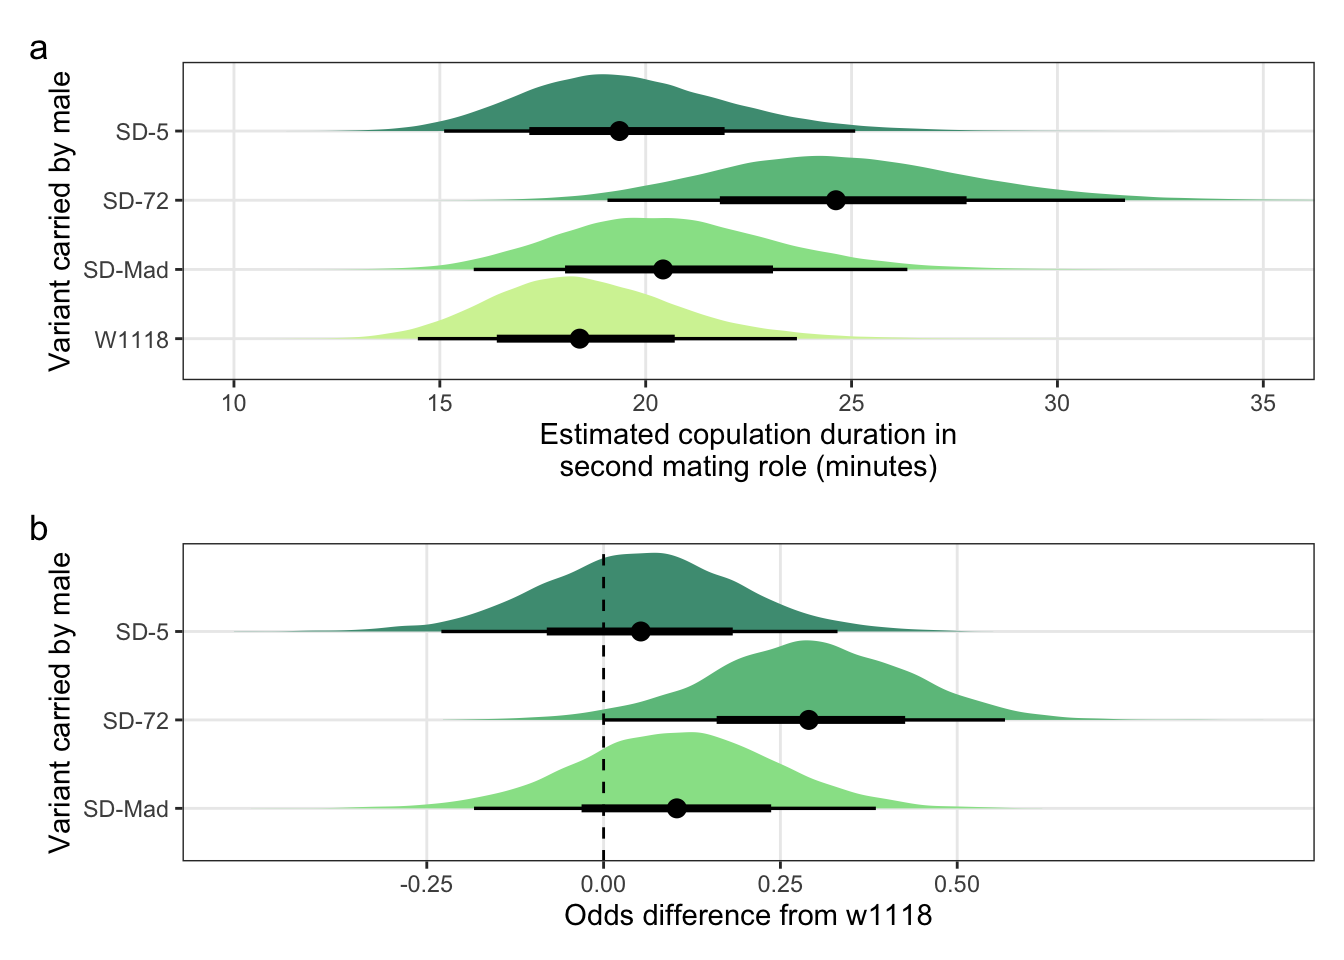 a
Variant carried by male
SD-5
SD-72
SD-Mad
W1118
10 15 20 25 30 35
Estimated copulation duration in
second mating role (minutes)
b
Variant carried by male
SD-5
SD-72
SD-Mad
-0.25 0.00 0.25 0.50
Odds difference from w1118